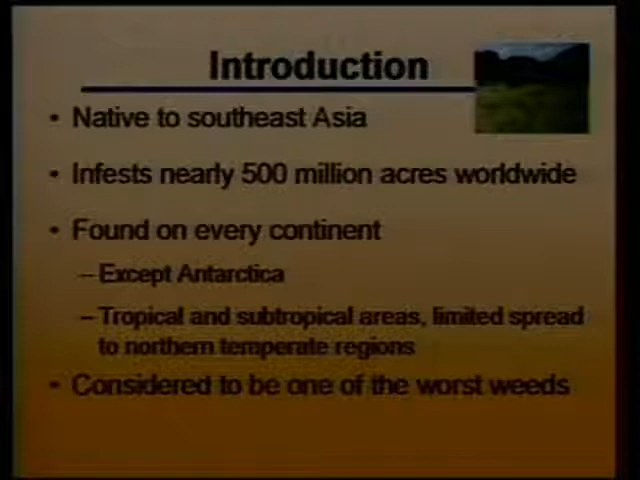 Introduction
• Native to southeast Asia
• Infests nearly 500 million acres worldwide
• Found on every continent
– Except Antarctica
– Tropical and subtropical areas, limited spread
to northern temperate regions
• Considered to be one of the worst weeds